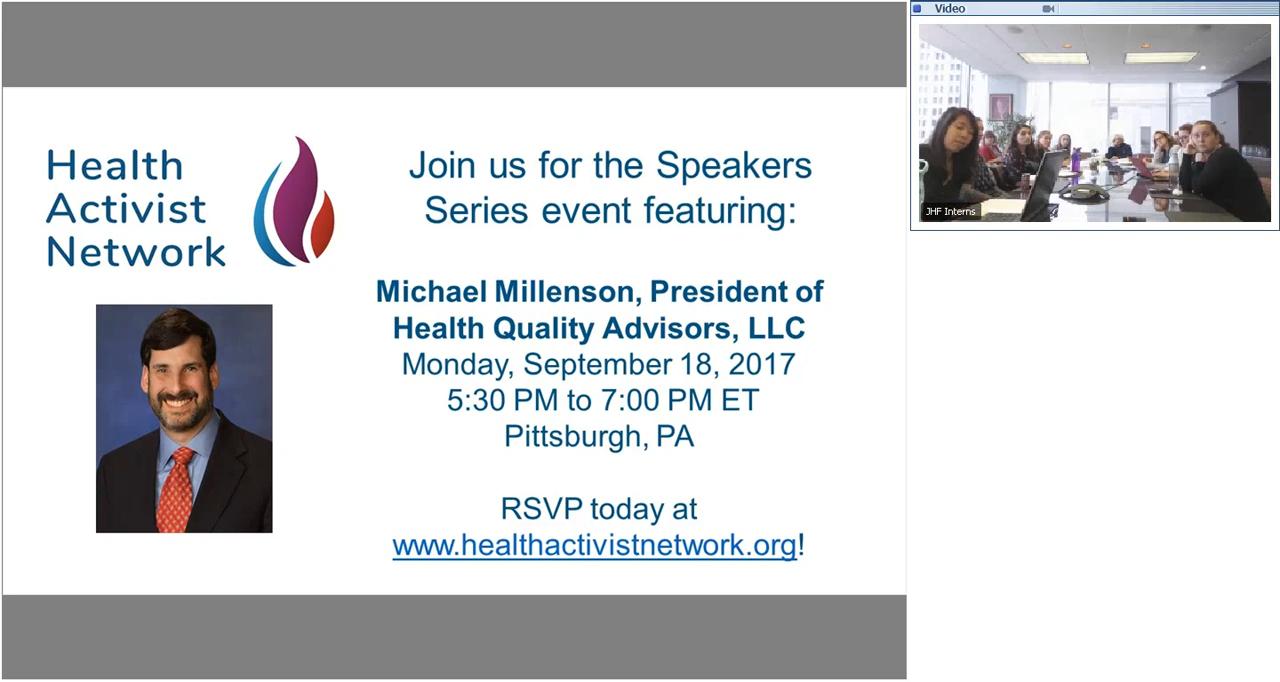 Health
Activist
Network
Join us for the Speakers
Series event featuring:
Michael Millenson, President of
Health Quality Advisors, LLC
Monday, September 18, 2017
5:30 PM to 7:00 PM ET
Pittsburgh, PA
RSVP today at
www.healthactivistnetwork.org!
Video
JHF Interns